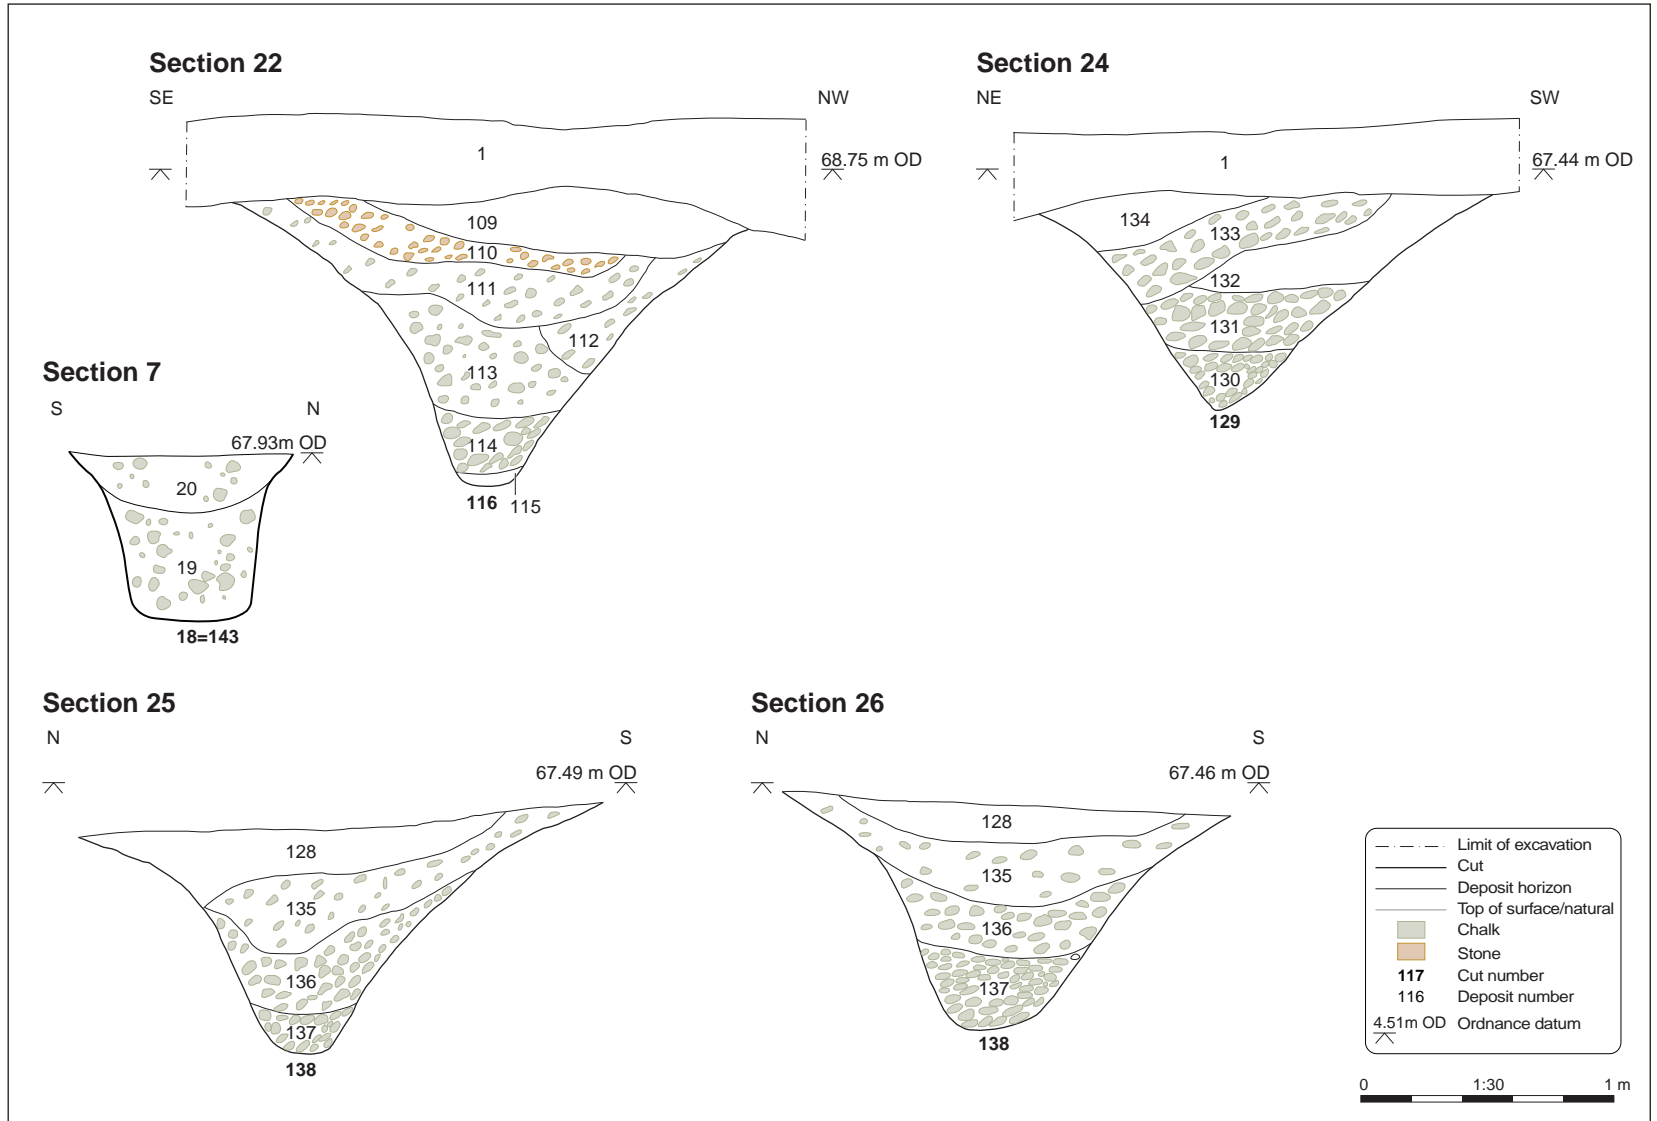 Section 22
SE
NW
1
68.75 m OD
109
110
111
112
113
114
116
115
Section 24
NE
SW
1
67.44 m OD
134
133
132
131
130
129
Section 7
S
N
67.93m OD
20
19
18=143
Section 25
N
S
67.49 m OD
128
135
136
137
138
Section 26
N
S
67.46 m OD
128
135
136
137
138
Limit of excavation
Cut
Deposit horizon
Top of surface/natural
Chalk
Stone
117 Cut number
116 Deposit number
4.51m OD Ordnance datum
0 1:30 1 m